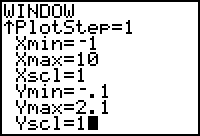 WINDOW
↑PlotStep=1
Xmin=-1
Xmax=10
Xscl=1
Ymin=-.1
Ymax=2.1
Yscl=1